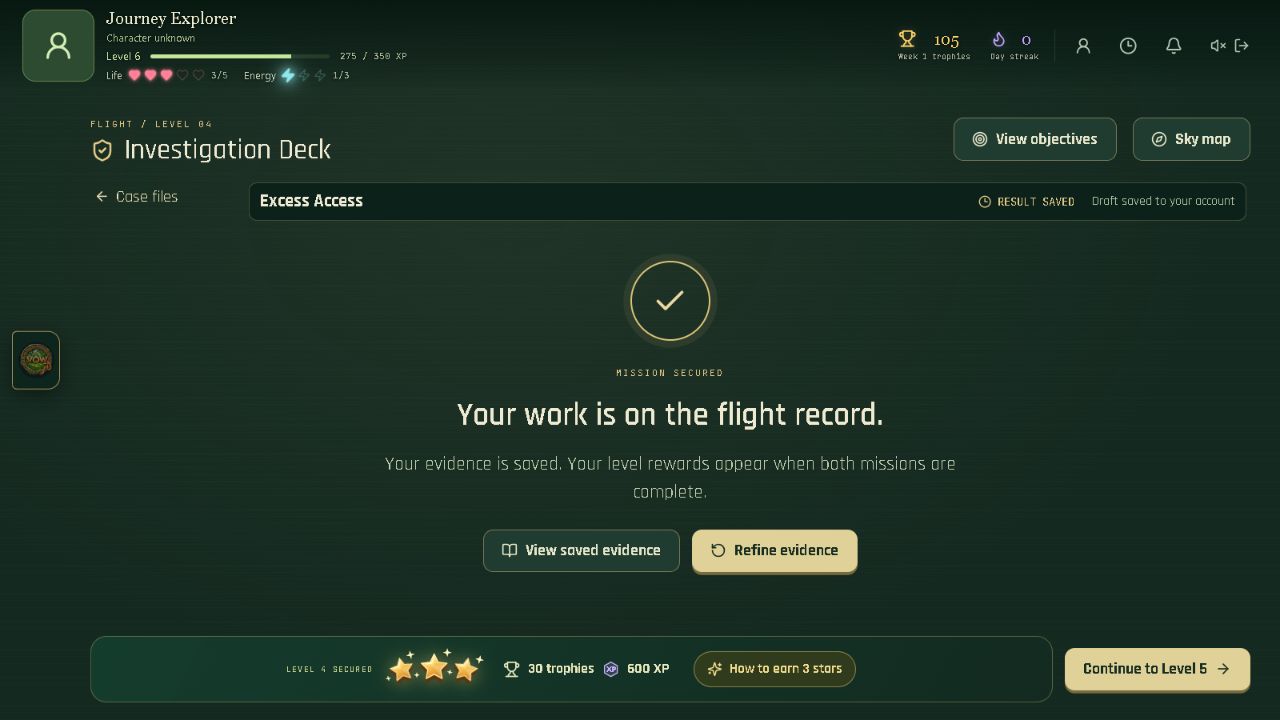 Journey Explorer
Character unknown
Level 6 275 / 350 XP
Life 3/5 Energy 1/3
105
Week 1 trophies
0
Day streak
FLIGHT / LEVEL 04
Investigation Deck
View objectives
Sky map
Case files
Excess Access
RESULT SAVED
Draft saved to your account
MISSION SECURED
Your work is on the flight record.
Your evidence is saved. Your level rewards appear when both missions are
complete.
View saved evidence
Refine evidence
LEVEL 4 SECURED
30 trophies
XP
600 XP
How to earn 3 stars
Continue to Level 5